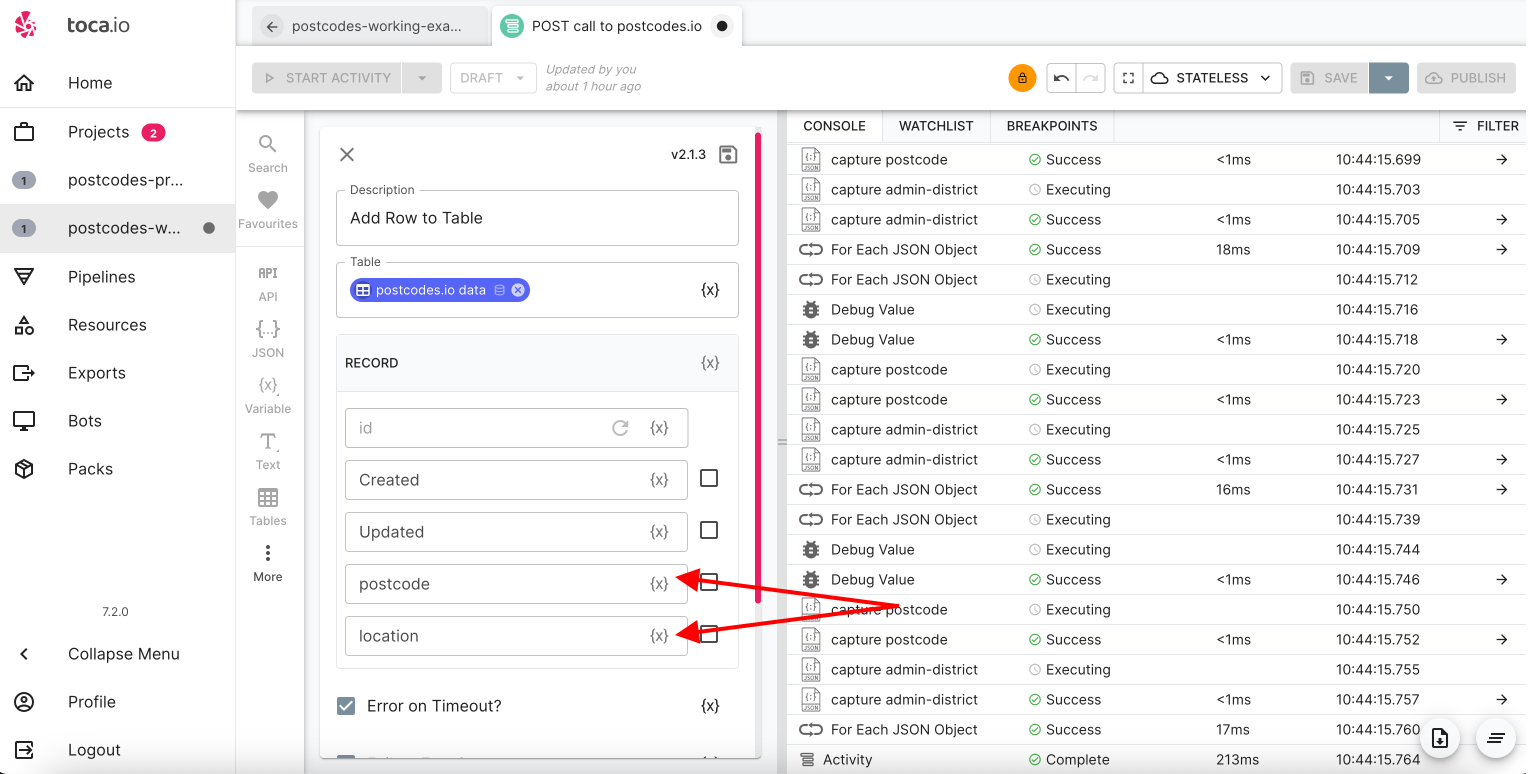 toca.io
Home
Projects 2
1 postcodes-pr...
1 postcodes-w...
Pipelines
Resources
Exports
Bots
Packs
7.2.0
Collapse Menu
Profile
Logout
postcodes-working-exa...
POST call to postcodes.io
START ACTIVITY
DRAFT
Updated by you
about 1 hour ago
STATELESS
SAVE
PUBLISH
Search
Favourites
API
API
{...}
JSON
{x}
Variable
T
Text
Tables
More
v2.1.3
Description
Add Row to Table
Table
postcodes.io data {x}
RECORD {x}
id {x}
Created {x}
Updated {x}
postcode {x}
location {x}
Error on Timeout? {x}
CONSOLE WATCHLIST BREAKPOINTS FILTER
capture postcode Success <1ms 10:44:15.699
capture admin-district Executing 10:44:15.703
capture admin-district Success <1ms 10:44:15.705
For Each JSON Object Success 18ms 10:44:15.709
For Each JSON Object Executing 10:44:15.712
Debug Value Executing 10:44:15.716
Debug Value Success <1ms 10:44:15.718
capture postcode Executing 10:44:15.720
capture postcode Success <1ms 10:44:15.723
capture admin-district Executing 10:44:15.725
capture admin-district Success <1ms 10:44:15.727
For Each JSON Object Success 16ms 10:44:15.731
For Each JSON Object Executing 10:44:15.739
Debug Value Executing 10:44:15.744
Debug Value Success <1ms 10:44:15.746
capture postcode Executing 10:44:15.750
capture postcode Success <1ms 10:44:15.752
capture admin-district Executing 10:44:15.755
capture admin-district Success <1ms 10:44:15.757
For Each JSON Object Success 17ms 10:44:15.760
Activity Complete 213ms 10:44:15.764